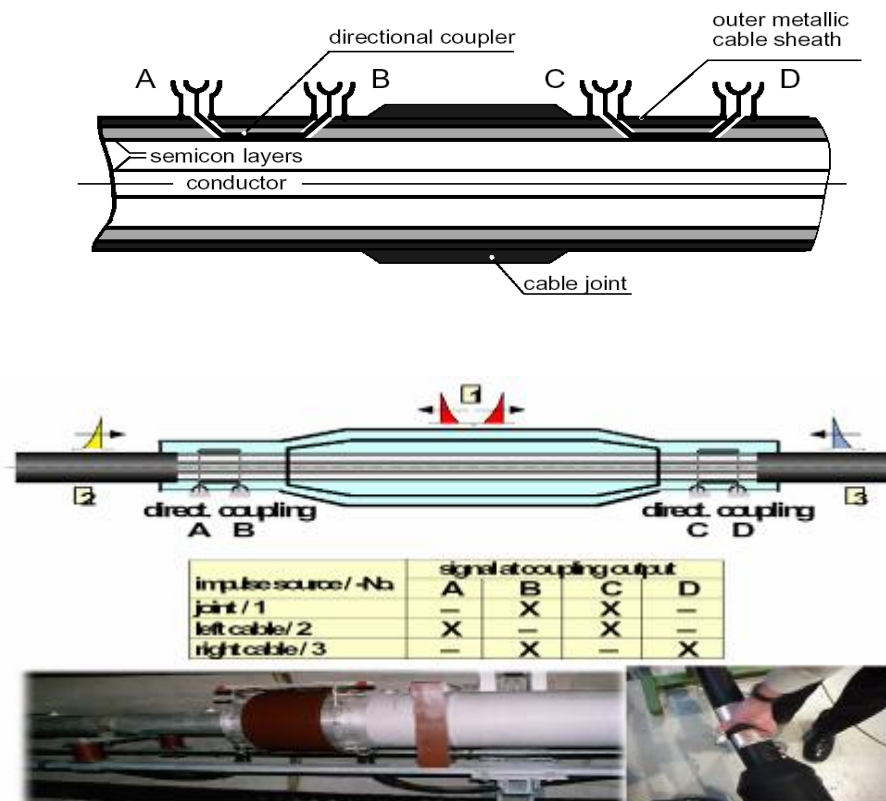 outer metallic
cable sheath
directional coupler
A B C D
semicon layers
conductor
cable joint
1
2 3
direct. coupling direct. coupling
A B C D
signal at coupling output
impulse source / -No. A B C D
joint / 1 – X X –
left cable / 2 X – X –
right cable / 3 – X – X